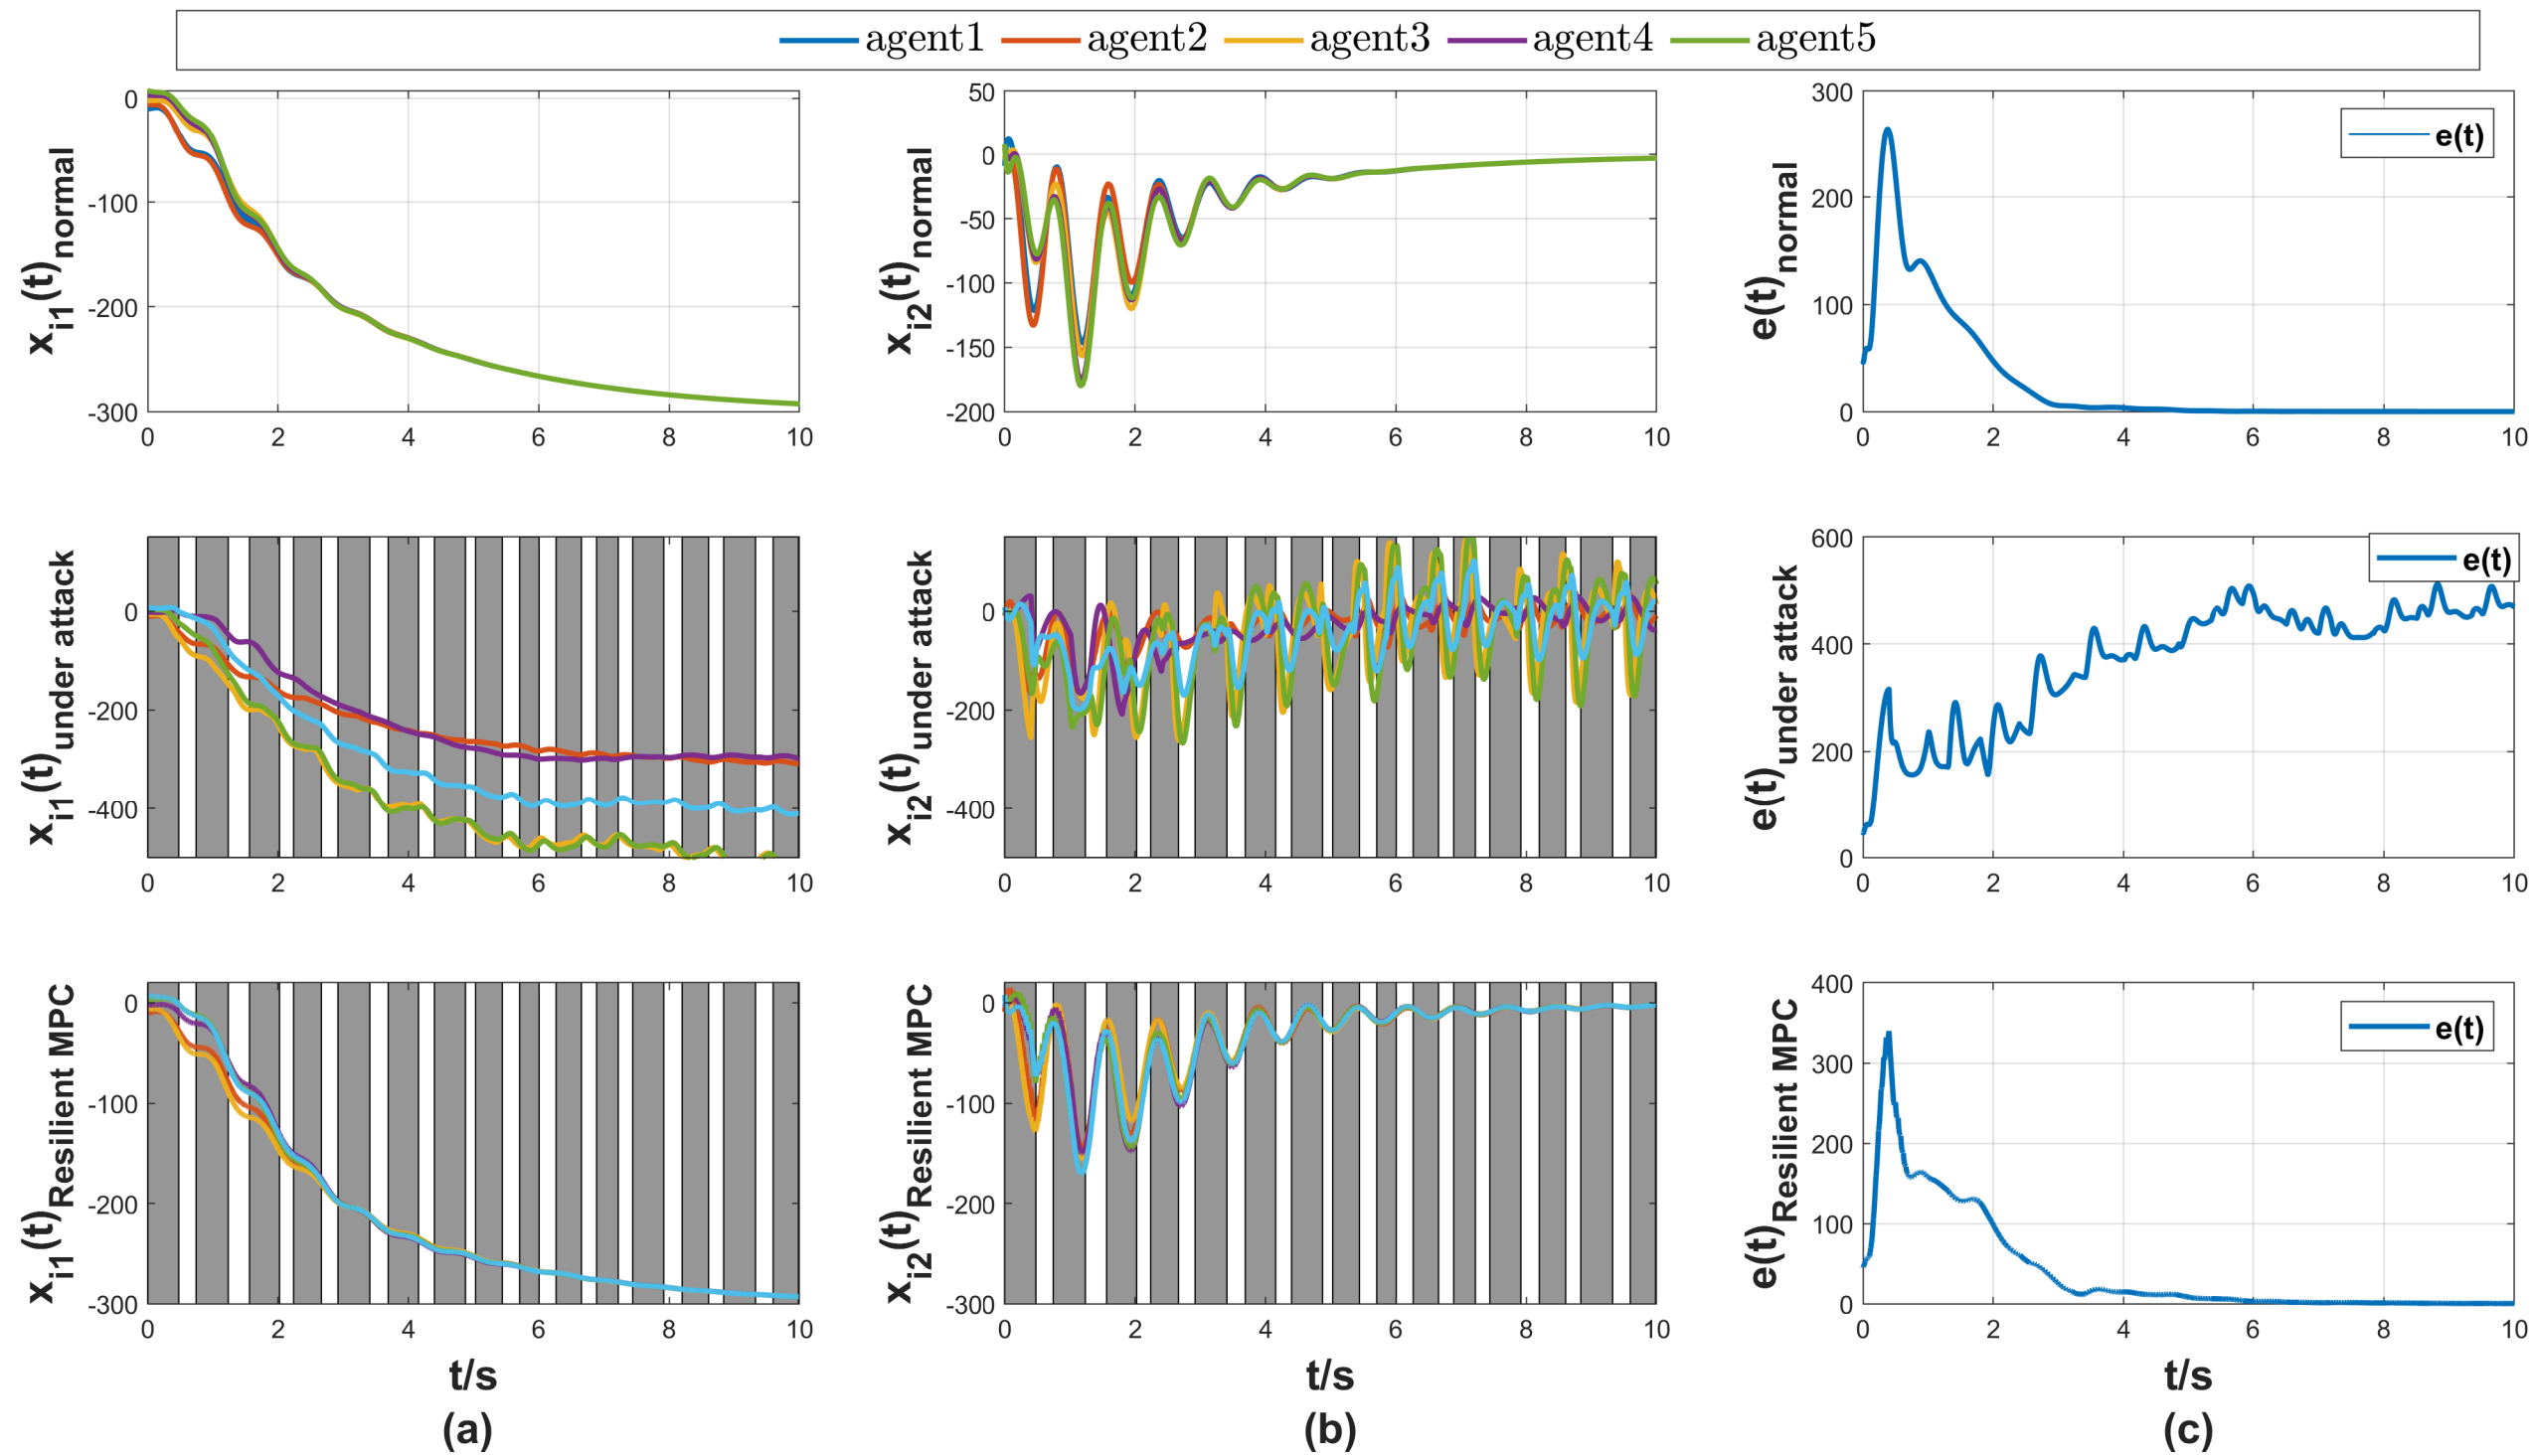 agent1 agent2 agent3 agent4 agent5
x_i1(t)_normal
0
-100
-200
-300
0 2 4 6 8 10
x_i2(t)_normal
50
0
-50
-100
-150
-200
0 2 4 6 8 10
e(t)_normal
300
200
100
0
0 2 4 6 8 10
e(t)
x_i1(t)_under attack
0
-200
-400
0 2 4 6 8 10
x_i2(t)_under attack
0
-200
-400
0 2 4 6 8 10
e(t)_under attack
600
400
200
0
0 2 4 6 8 10
e(t)
x_i1(t)_Resilient MPC
0
-100
-200
-300
0 2 4 6 8 10
t/s
(a)
x_i2(t)_Resilient MPC
0
-100
-200
-300
0 2 4 6 8 10
t/s
(b)
e(t)_Resilient MPC
400
300
200
100
0
0 2 4 6 8 10
e(t)
t/s
(c)